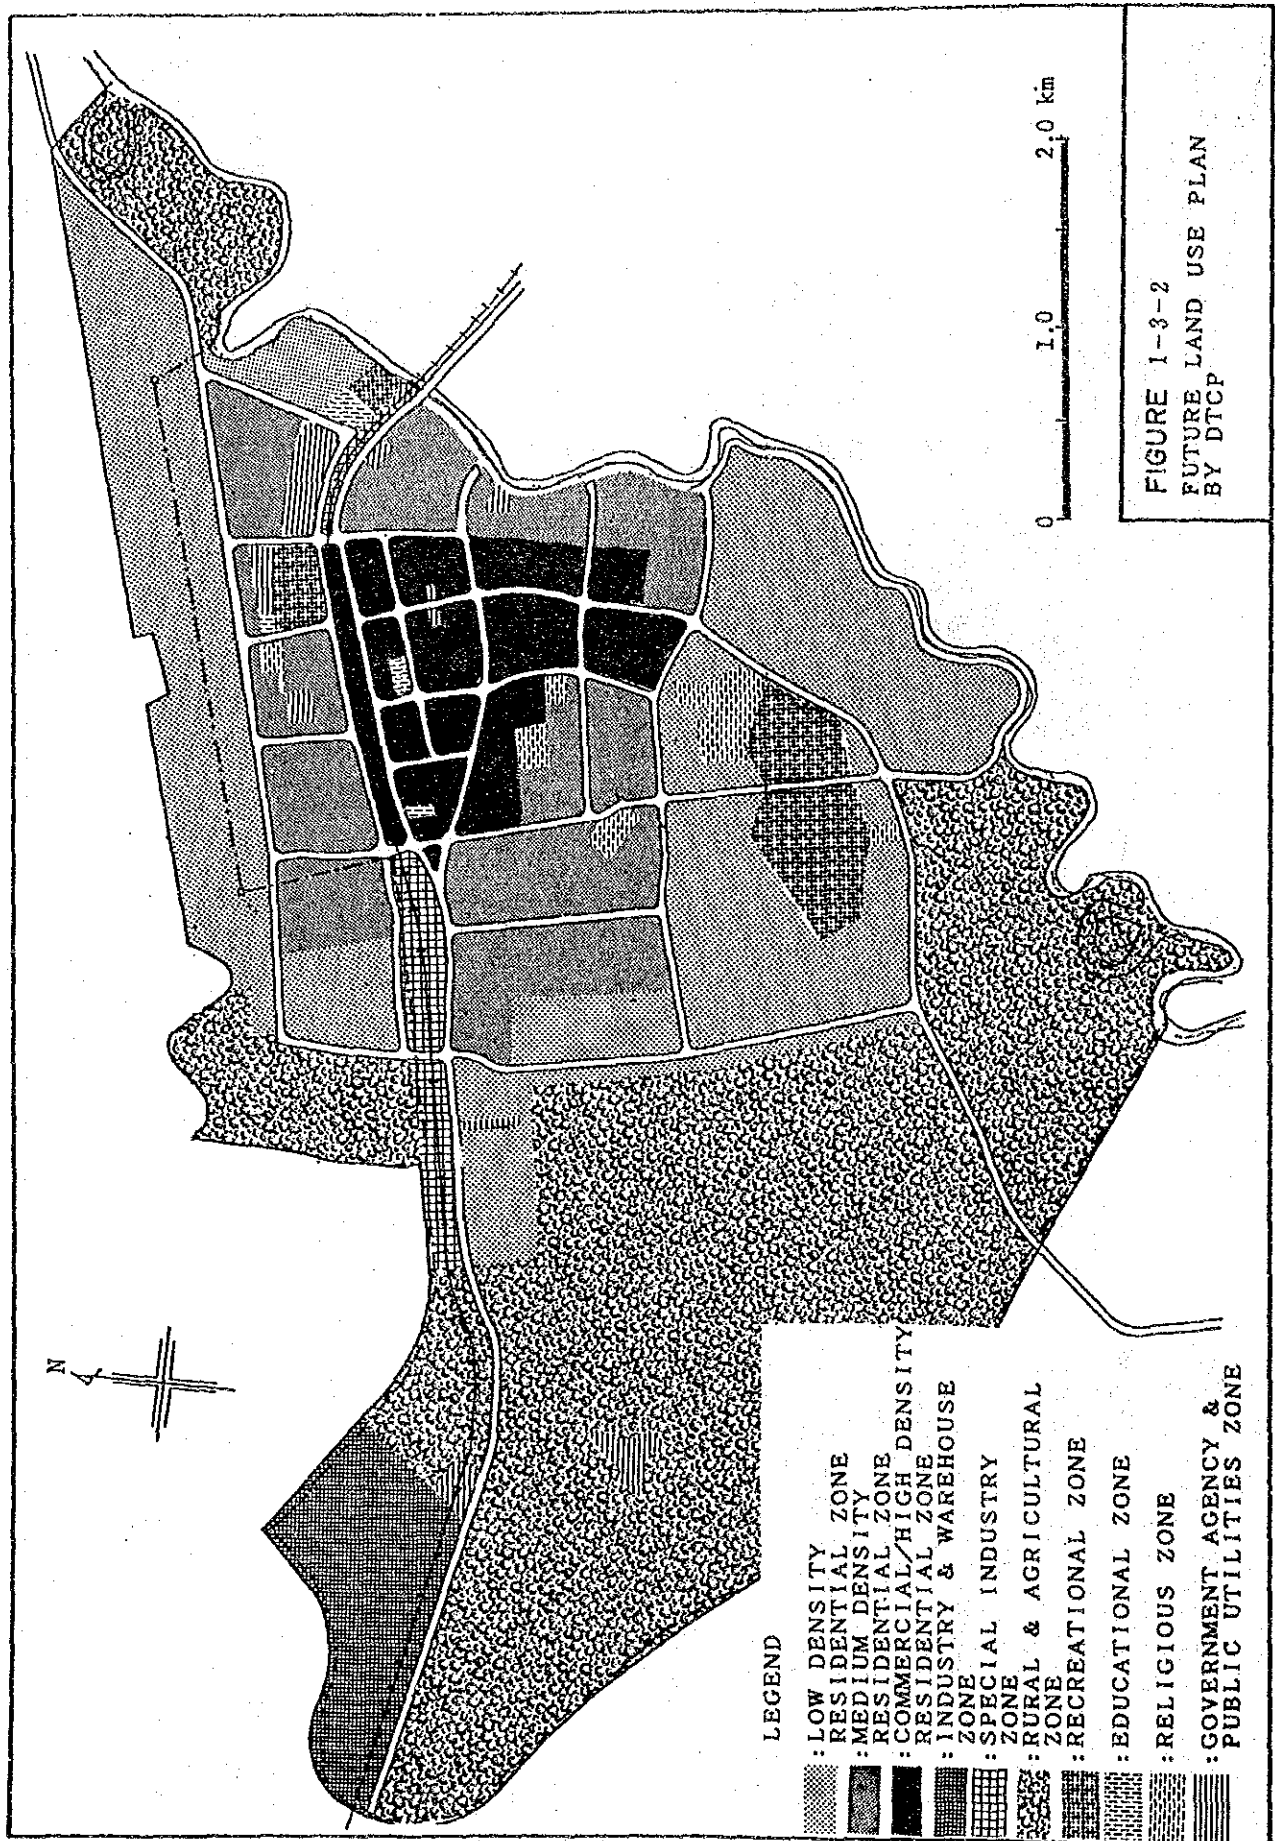 N
LEGEND
: LOW DENSITY
RESIDENTIAL ZONE
: MEDIUM DENSITY
RESIDENTIAL ZONE
: COMMERCIAL/HIGH DENSITY
RESIDENTIAL ZONE
: INDUSTRY & WAREHOUSE
ZONE
: SPECIAL INDUSTRY
ZONE
: RURAL & AGRICULTURAL
ZONE
: RECREATIONAL ZONE
: EDUCATIONAL ZONE
: RELIGIOUS ZONE
: GOVERNMENT AGENCY &
PUBLIC UTILITIES ZONE
0 1.0 2.0 km
FIGURE 1-3-2
FUTURE LAND USE PLAN
BY DTCP